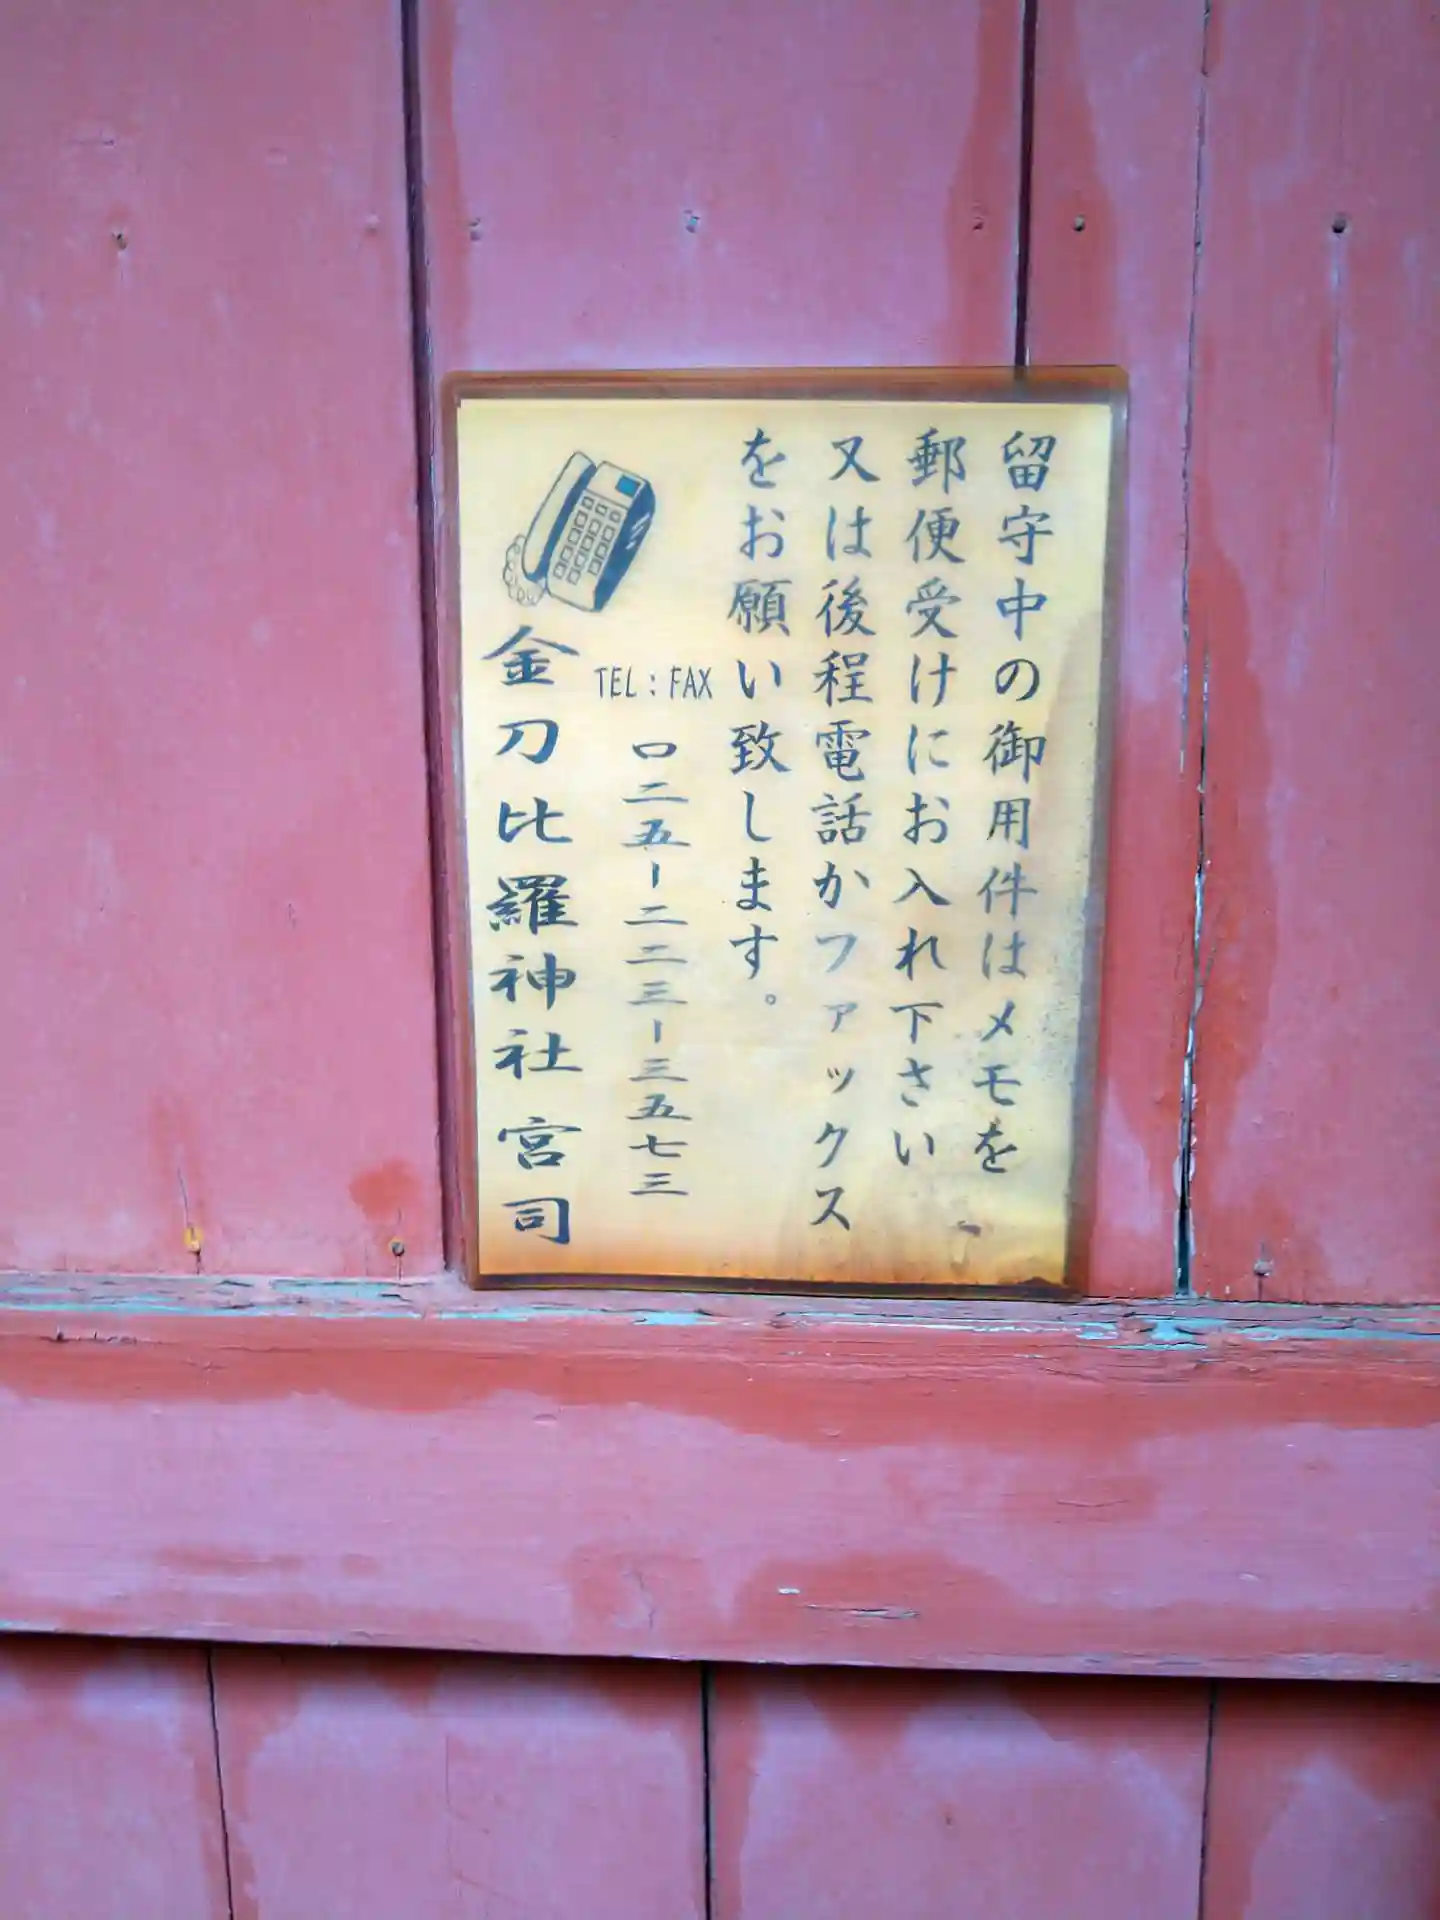 留守中の御用件はメモを
郵便受けにお入れ下さい
又は後程電話かファックス
をお願い致します。
TEL : FAX
〇二五-二二三-三五七三
金刀比羅神社 宮司